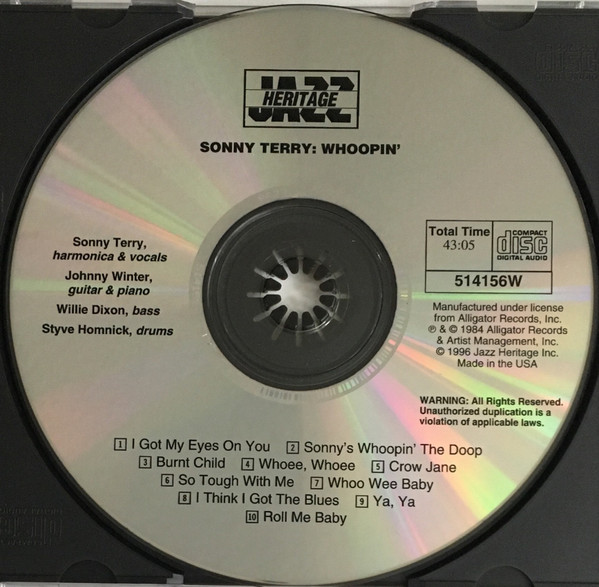 JAZZ
HERITAGE
SONNY TERRY: WHOOPIN'
Sonny Terry,
harmonica & vocals
Johnny Winter,
guitar & piano
Willie Dixon, bass
Styve Homnick, drums
Total Time
43:05
COMPACT
disc
DIGITAL AUDIO
514156W
Manufactured under license
from Alligator Records, Inc.
℗ & © 1984 Alligator Records
& Artist Management, Inc.
© 1996 Jazz Heritage Inc.
Made in the USA
WARNING: All Rights Reserved.
Unauthorized duplication is a
violation of applicable laws.
1 I Got My Eyes On You 2 Sonny's Whoopin' The Doop
3 Burnt Child 4 Whoee, Whoee 5 Crow Jane
6 So Tough With Me 7 Whoo Wee Baby
8 I Think I Got The Blues 9 Ya, Ya
10 Roll Me Baby